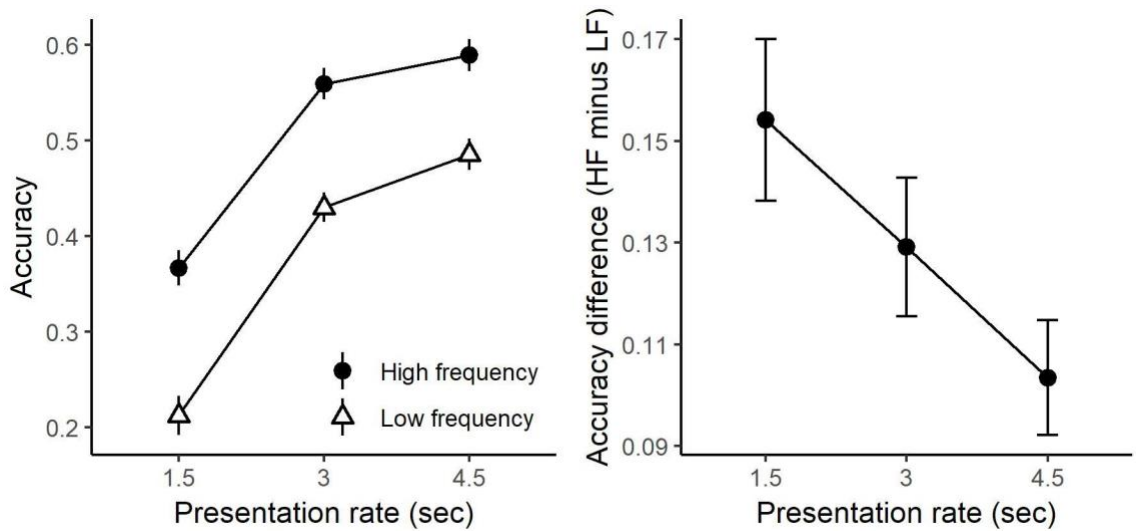 Accuracy
0.6
0.5
0.4
0.3
0.2
High frequency
Low frequency
1.5 3 4.5
Presentation rate (sec)
Accuracy difference (HF minus LF)
0.17
0.15
0.13
0.11
0.09
1.5 3 4.5
Presentation rate (sec)